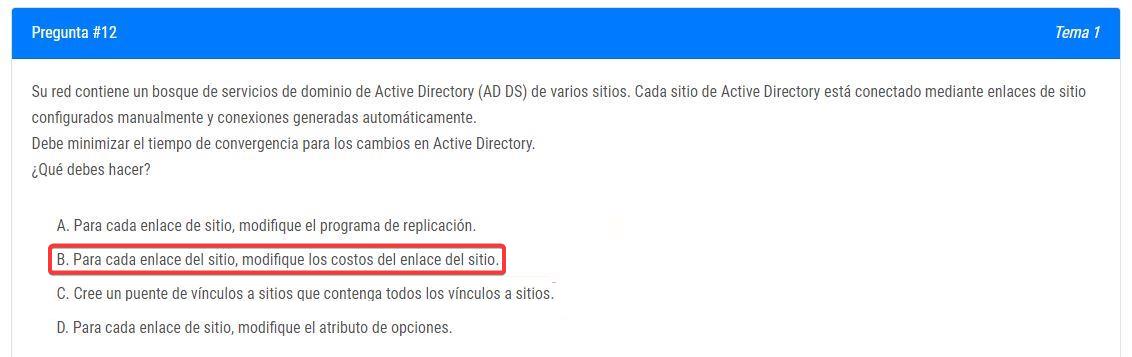 Pregunta #12
Tema 1
Su red contiene un bosque de servicios de dominio de Active Directory (AD DS) de varios sitios. Cada sitio de Active Directory está conectado mediante enlaces de sitio
configurados manualmente y conexiones generadas automáticamente.
Debe minimizar el tiempo de convergencia para los cambios en Active Directory.
¿Qué debes hacer?
A. Para cada enlace de sitio, modifique el programa de replicación.
B. Para cada enlace del sitio, modifique los costos del enlace del sitio.
C. Cree un puente de vínculos a sitios que contenga todos los vínculos a sitios.
D. Para cada enlace de sitio, modifique el atributo de opciones.